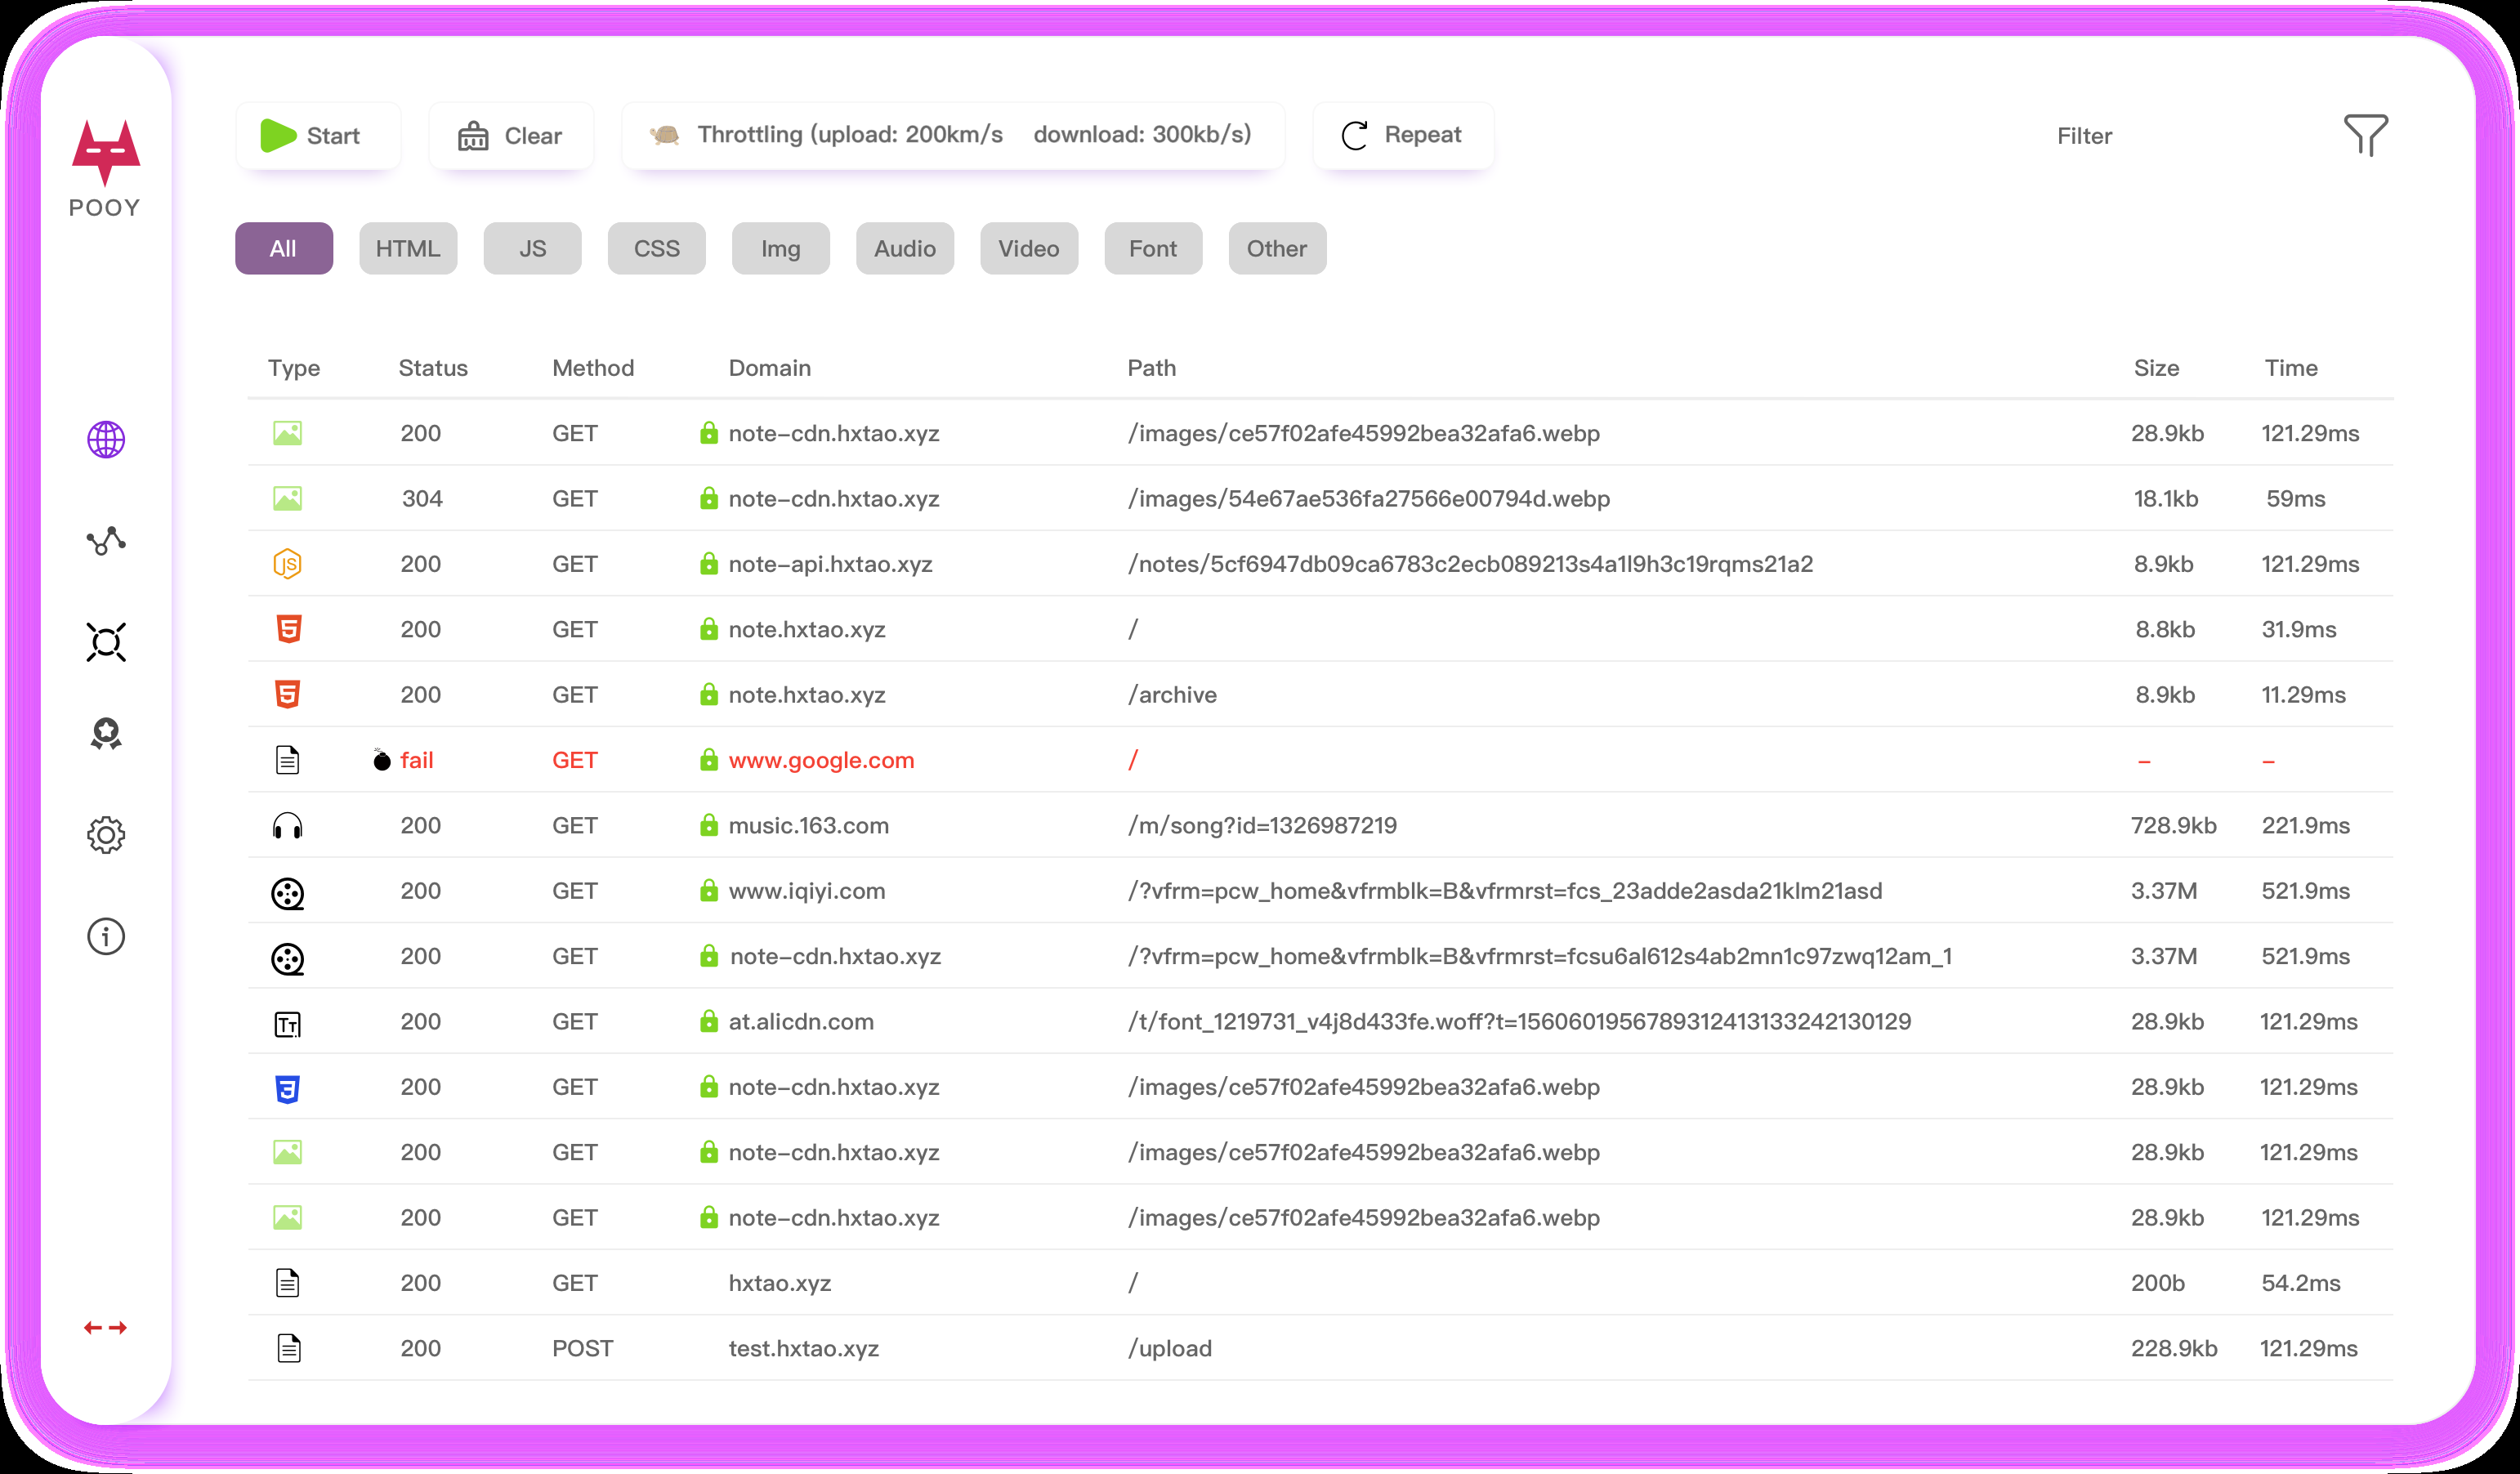 POOY
Start Clear Throttling (upload: 200km/s download: 300kb/s) Repeat Filter
All HTML JS CSS Img Audio Video Font Other
Type Status Method Domain Path Size Time
200 GET note-cdn.hxtao.xyz /images/ce57f02afe45992bea32afa6.webp 28.9kb 121.29ms
304 GET note-cdn.hxtao.xyz /images/54e67ae536fa27566e00794d.webp 18.1kb 59ms
JS 200 GET note-api.hxtao.xyz /notes/5cf6947db09ca6783c2ecb089213s4a1l9h3c19rqms21a2 8.9kb 121.29ms
5 200 GET note.hxtao.xyz / 8.8kb 31.9ms
5 200 GET note.hxtao.xyz /archive 8.9kb 11.29ms
fail GET www.google.com / - -
200 GET music.163.com /m/song?id=1326987219 728.9kb 221.9ms
200 GET www.iqiyi.com /?vfrm=pcw_home&vfrmblk=B&vfrmrst=fcs_23adde2asda21klm21asd 3.37M 521.9ms
200 GET note-cdn.hxtao.xyz /?vfrm=pcw_home&vfrmblk=B&vfrmrst=fcsu6al612s4ab2mn1c97zwq12am_1 3.37M 521.9ms
TT 200 GET at.alicdn.com /t/font_1219731_v4j8d433fe.woff?t=1560601956789312413133242130129 28.9kb 121.29ms
3 200 GET note-cdn.hxtao.xyz /images/ce57f02afe45992bea32afa6.webp 28.9kb 121.29ms
200 GET note-cdn.hxtao.xyz /images/ce57f02afe45992bea32afa6.webp 28.9kb 121.29ms
200 GET note-cdn.hxtao.xyz /images/ce57f02afe45992bea32afa6.webp 28.9kb 121.29ms
200 GET hxtao.xyz / 200b 54.2ms
200 POST test.hxtao.xyz /upload 228.9kb 121.29ms